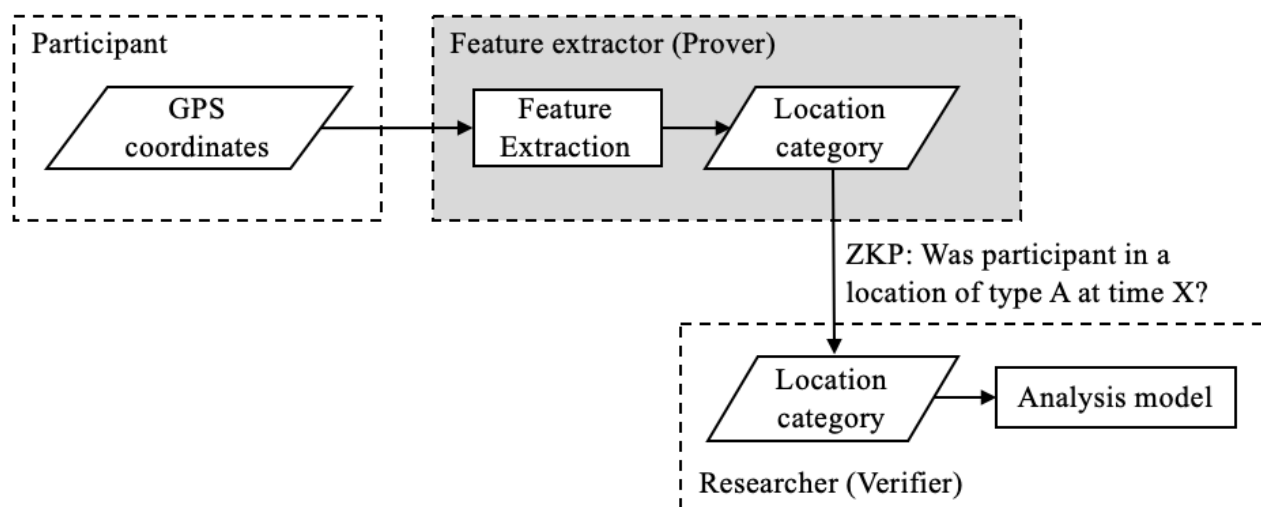 Participant
GPS
coordinates
Feature extractor (Prover)
Feature
Extraction
Location
category
ZKP: Was participant in a
location of type A at time X?
Location
category
Analysis model
Researcher (Verifier)